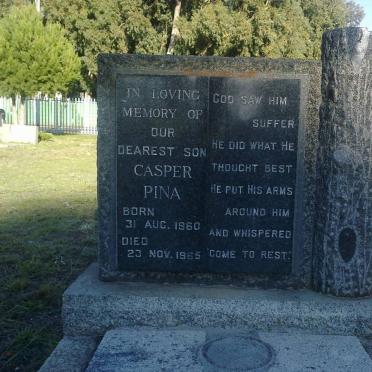 IN LOVING
MEMORY OF
OUR
DEAREST SON
CASPER
PINA
BORN
31 AUG. 1960
DIED
23 NOV. 1965
GOD SAW HIM
SUFFER
HE DID WHAT HE
THOUGHT BEST
HE PUT HIS ARMS
AROUND HIM
AND WHISPERED
COME TO REST.